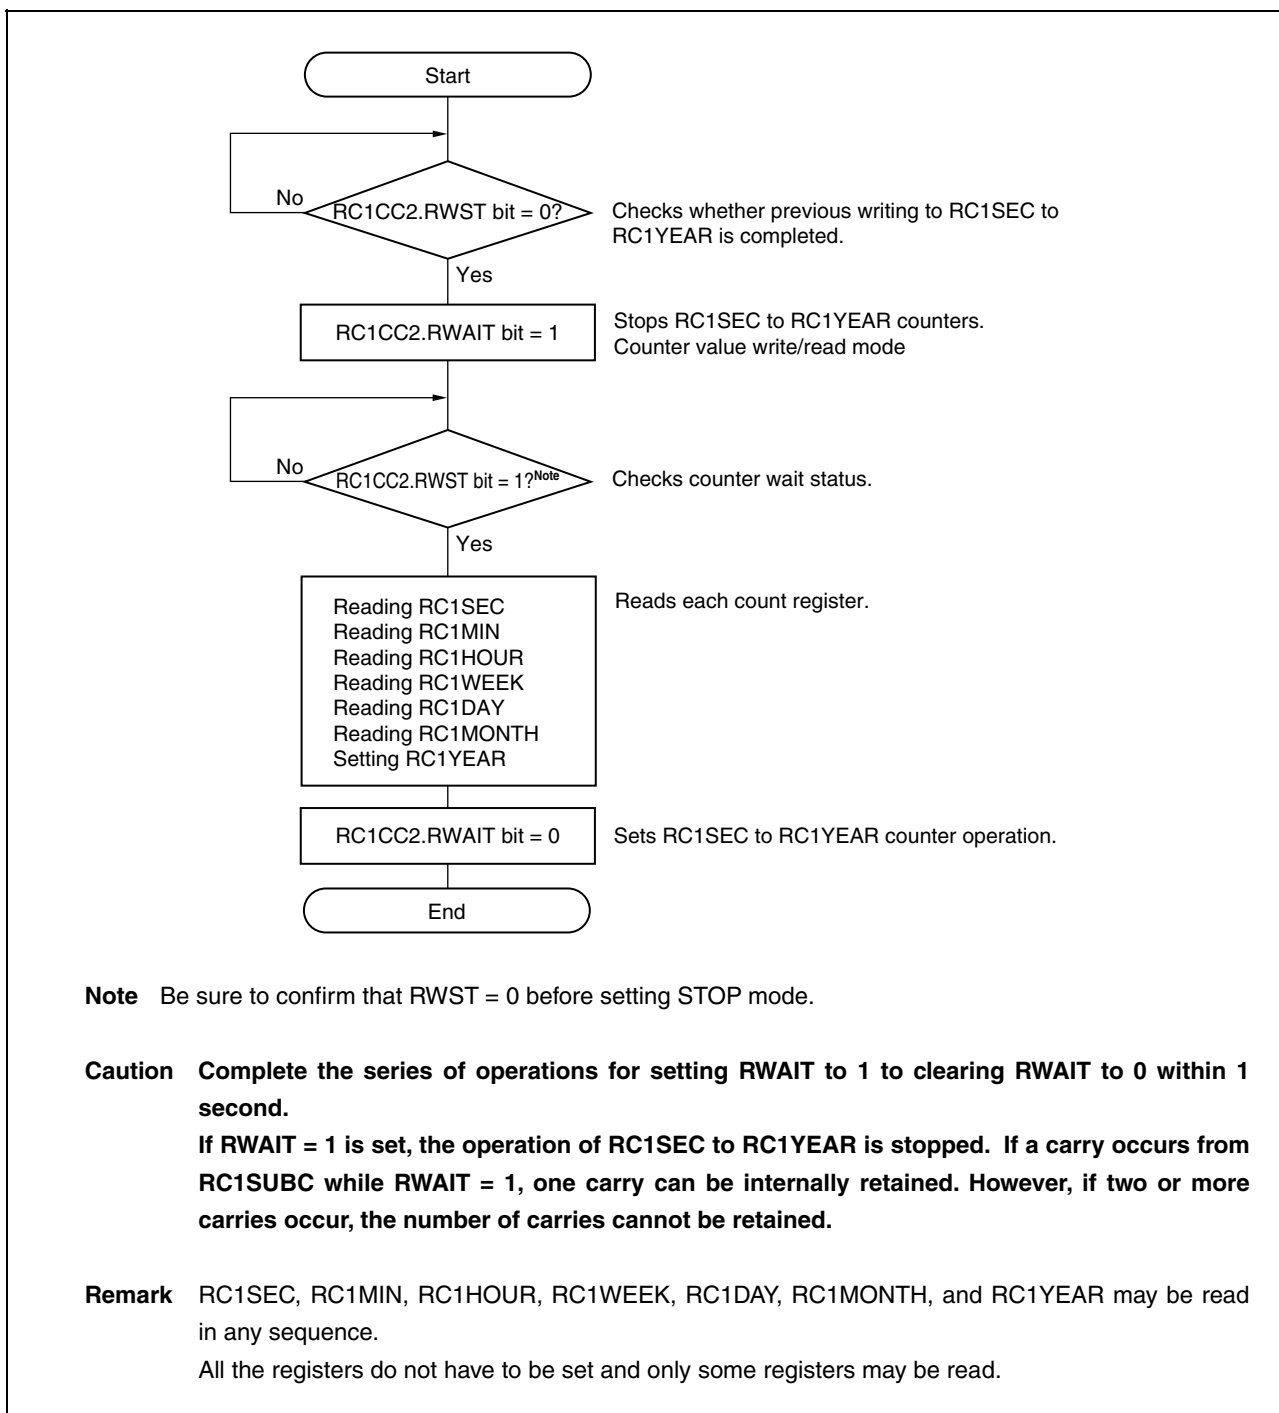 Start
No
RC1CC2.RWST bit = 0?
Checks whether previous writing to RC1SEC to
RC1YEAR is completed.
Yes
RC1CC2.RWAIT bit = 1
Stops RC1SEC to RC1YEAR counters.
Counter value write/read mode
No
RC1CC2.RWST bit = 1?Note
Checks counter wait status.
Yes
Reading RC1SEC
Reading RC1MIN
Reading RC1HOUR
Reading RC1WEEK
Reading RC1DAY
Reading RC1MONTH
Setting RC1YEAR
Reads each count register.
RC1CC2.RWAIT bit = 0
Sets RC1SEC to RC1YEAR counter operation.
End
Note Be sure to confirm that RWST = 0 before setting STOP mode.
Caution Complete the series of operations for setting RWAIT to 1 to clearing RWAIT to 0 within 1
second.
If RWAIT = 1 is set, the operation of RC1SEC to RC1YEAR is stopped. If a carry occurs from
RC1SUBC while RWAIT = 1, one carry can be internally retained. However, if two or more
carries occur, the number of carries cannot be retained.
Remark RC1SEC, RC1MIN, RC1HOUR, RC1WEEK, RC1DAY, RC1MONTH, and RC1YEAR may be read
in any sequence.
All the registers do not have to be set and only some registers may be read.